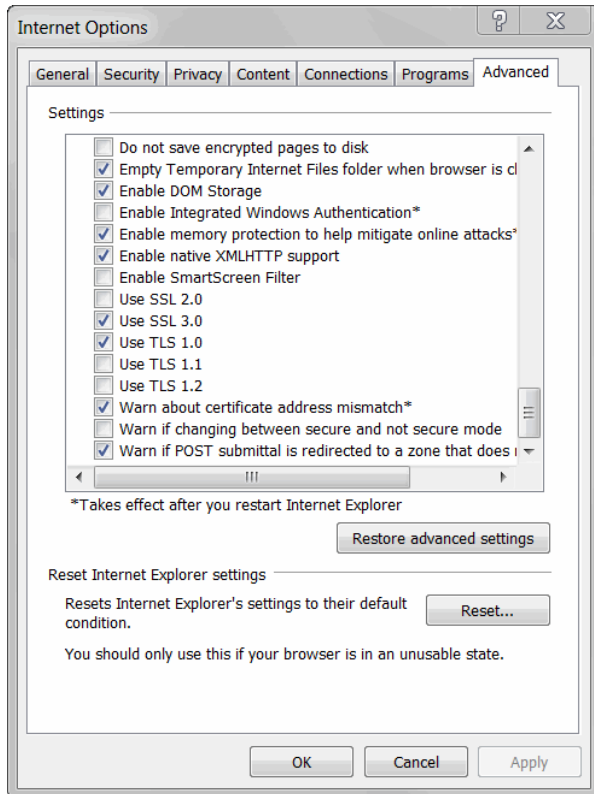 Internet Options
General Security Privacy Content Connections Programs Advanced
Settings
Do not save encrypted pages to disk
Empty Temporary Internet Files folder when browser is cl
Enable DOM Storage
Enable Integrated Windows Authentication*
Enable memory protection to help mitigate online attacks*
Enable native XMLHTTP support
Enable SmartScreen Filter
Use SSL 2.0
Use SSL 3.0
Use TLS 1.0
Use TLS 1.1
Use TLS 1.2
Warn about certificate address mismatch*
Warn if changing between secure and not secure mode
Warn if POST submittal is redirected to a zone that does
*Takes effect after you restart Internet Explorer
Restore advanced settings
Reset Internet Explorer settings
Resets Internet Explorer's settings to their default
condition.
Reset...
You should only use this if your browser is in an unusable state.
OK Cancel Apply